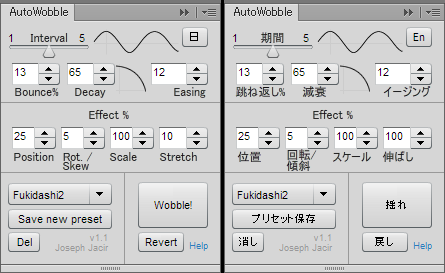 AutoWobble
1 Interval 5 日
13 65 12
Bounce% Decay Easing
Effect %
25 5 100 10
Position Rot. / Scale Stretch
Skew
Fukidashi2
Wobble!
Save new preset
Del v1.1 Revert Help
Joseph Jacir
AutoWobble
1 期間 5 En
13 65 12
跳ね返し% 減衰 イージング
Effect %
25 5 100 100
位置 回転/ スケール 伸ばし
傾斜
Fukidashi2
揺れ
プリセット保存
消し v1.1 戻し Help
Joseph Jacir